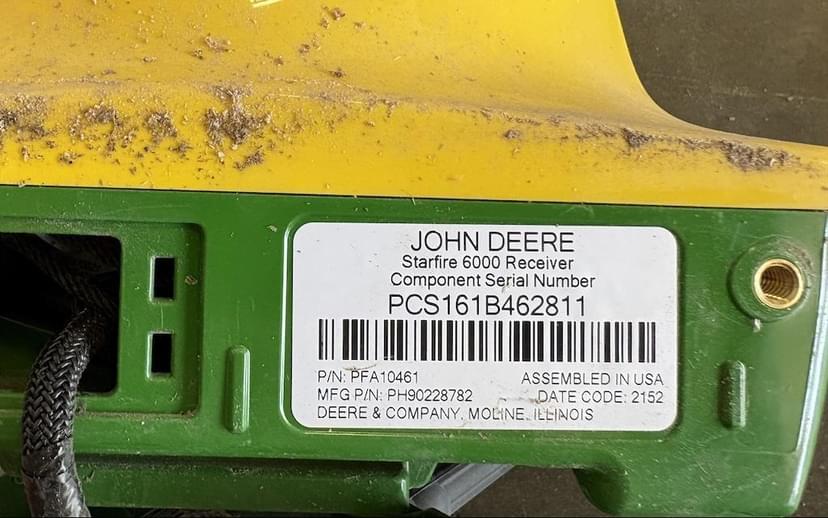 JOHN DEERE
Starfire 6000 Receiver
Component Serial Number
PCS161B462811
P/N: PFA10461 ASSEMBLED IN USA
MFG P/N: PH90228782 DATE CODE: 2152
DEERE & COMPANY, MOLINE, ILLINOIS